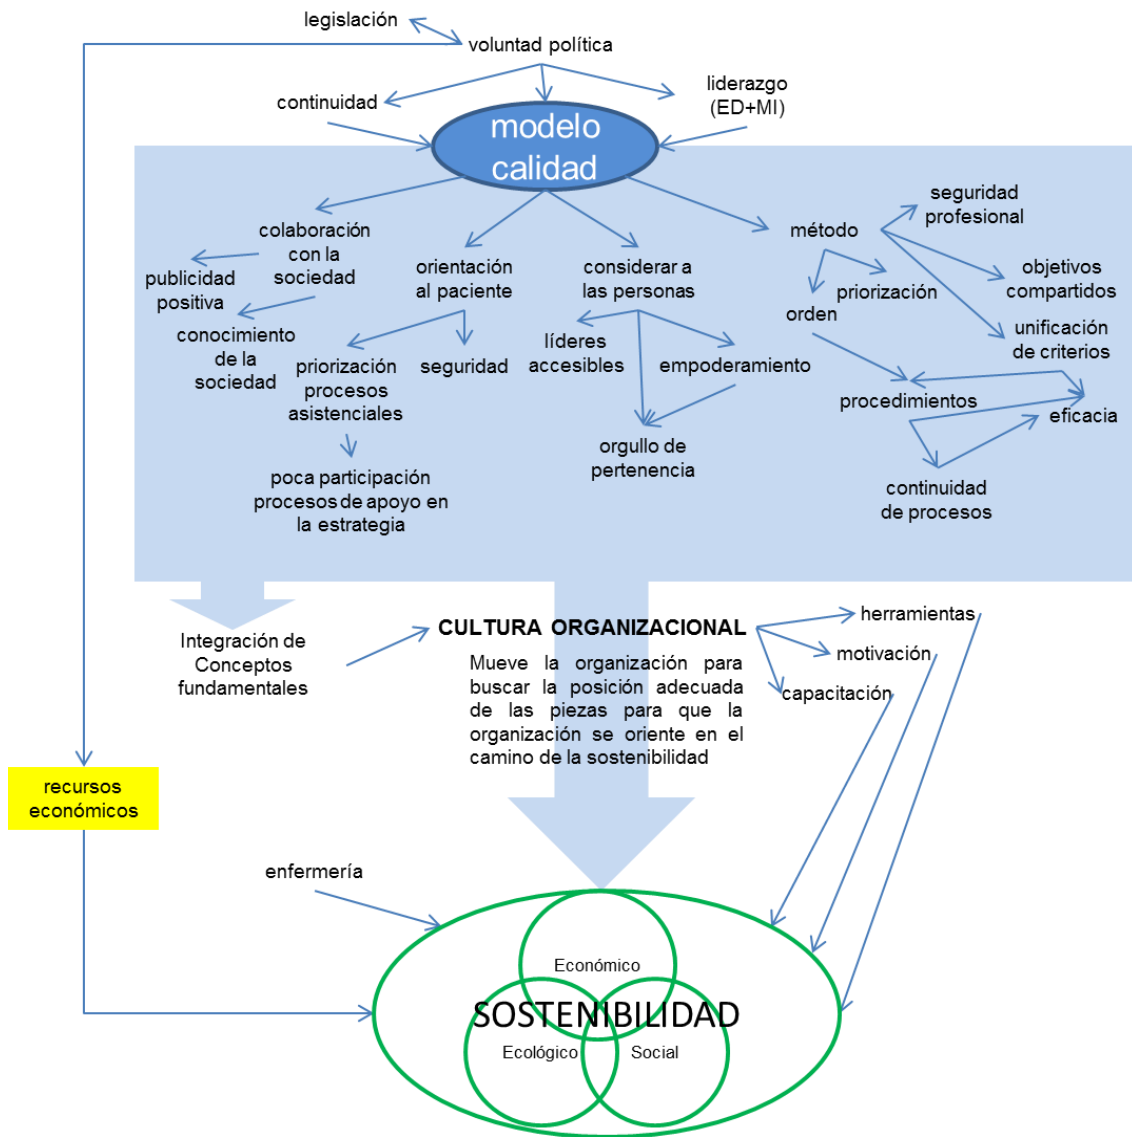 legislación
voluntad política
continuidad
liderazgo
(ED+MI)
modelo
calidad
colaboración
con la
sociedad
publicidad
positiva
conocimiento
de la
sociedad
orientación
al paciente
priorización
procesos
asistenciales
seguridad
poca participación
procesos de apoyo en
la estrategia
considerar a
las personas
líderes
accesibles
empoderamiento
orgullo de
pertenencia
método
seguridad
profesional
priorización
orden
objetivos
compartidos
unificación
de criterios
procedimientos
eficacia
continuidad
de procesos
Integración de
Conceptos
fundamentales
CULTURA ORGANIZACIONAL
Mueve la organización para
buscar la posición adecuada
de las piezas para que la
organización se oriente en el
camino de la sostenibilidad
herramientas
motivación
capacitación
recursos
económicos
enfermería
Económico
SOSTENIBILIDAD
Ecológico
Social